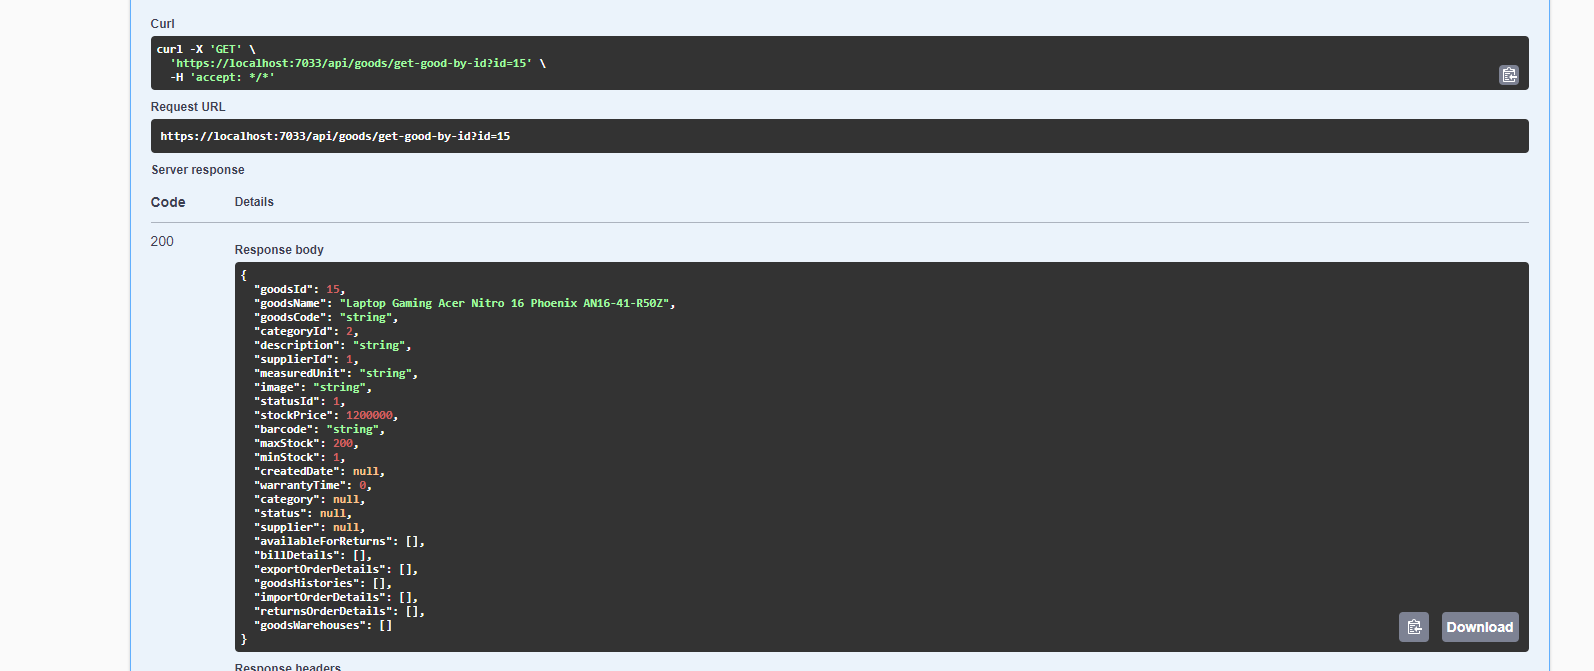 Curl
curl -X 'GET' \
'https://localhost:7033/api/goods/get-good-by-id?id=15' \
-H 'accept: */*'
Request URL
https://localhost:7033/api/goods/get-good-by-id?id=15
Server response
Code Details
200
Response body
{
"goodsId": 15,
"goodsName": "Laptop Gaming Acer Nitro 16 Phoenix AN16-41-R50Z",
"goodsCode": "string",
"categoryId": 2,
"description": "string",
"supplierId": 1,
"measuredUnit": "string",
"image": "string",
"statusId": 1,
"stockPrice": 1200000,
"barcode": "string",
"maxStock": 200,
"minStock": 1,
"createdDate": null,
"warrantyTime": 0,
"category": null,
"status": null,
"supplier": null,
"availableForReturns": [],
"billDetails": [],
"exportOrderDetails": [],
"goodsHistories": [],
"importOrderDetails": [],
"returnsOrderDetails": [],
"goodsWarehouses": []
}
Download
Response headers